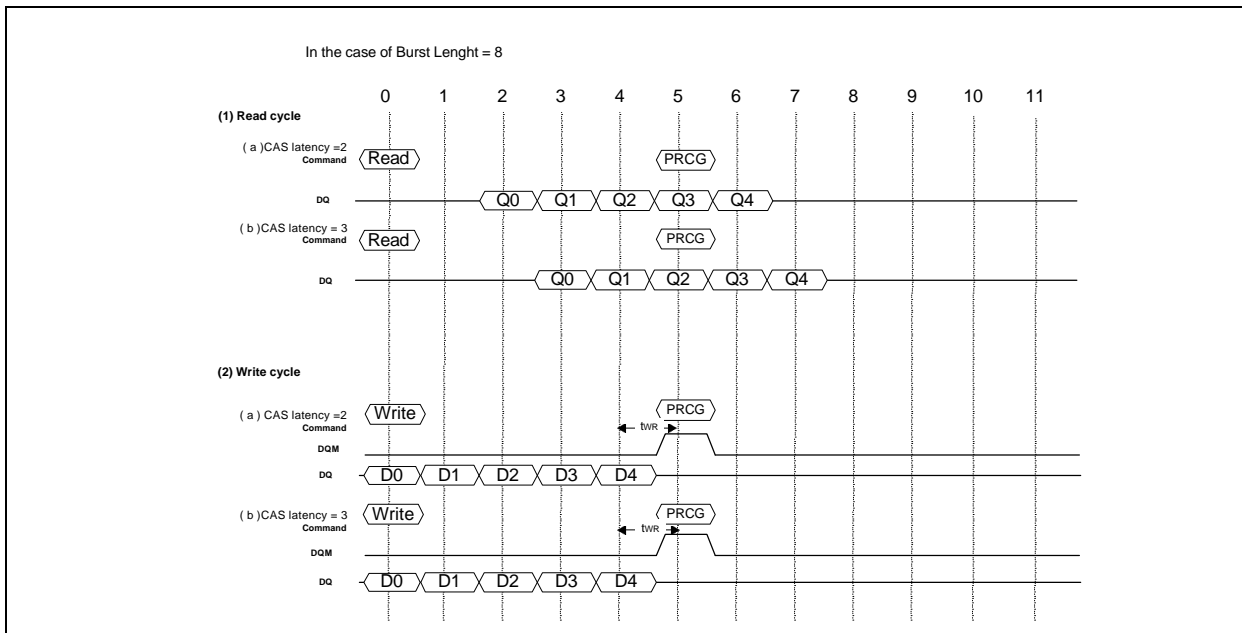 In the case of Burst Lenght = 8
0 1 2 3 4 5 6 7 8 9 10 11
(1) Read cycle
( a )CAS latency =2
Command Read PRCG
DQ Q0 Q1 Q2 Q3 Q4
( b )CAS latency = 3
Command Read PRCG
DQ Q0 Q1 Q2 Q3 Q4
(2) Write cycle
( a ) CAS latency =2
Command Write PRCG
tWR
DQM
DQ D0 D1 D2 D3 D4
( b )CAS latency = 3
Command Write PRCG
tWR
DQM
DQ D0 D1 D2 D3 D4